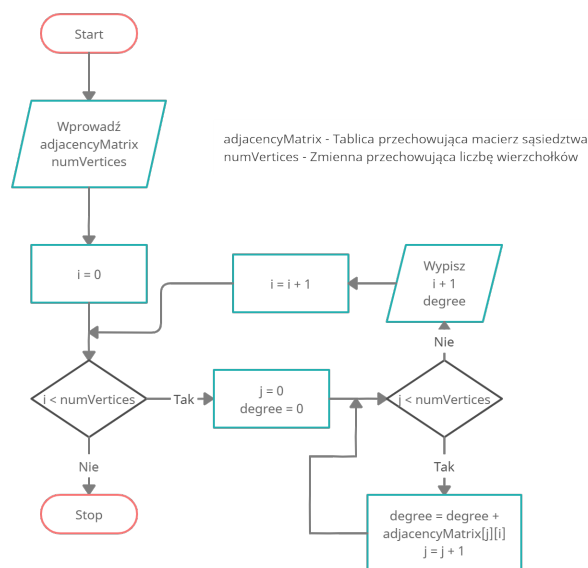 Start
Wprowadź
adjacencyMatrix
numVertices
adjacencyMatrix - Tablica przechowująca macierz sąsiedztwa
numVertices - Zmienna przechowująca liczbę wierzchołków
i = 0
i = i + 1
Wypisz
i + 1
degree
Nie
i < numVertices
Tak
j = 0
degree = 0
j < numVertices
Nie
Tak
Stop
degree = degree +
adjacencyMatrix[j][i]
j = j + 1